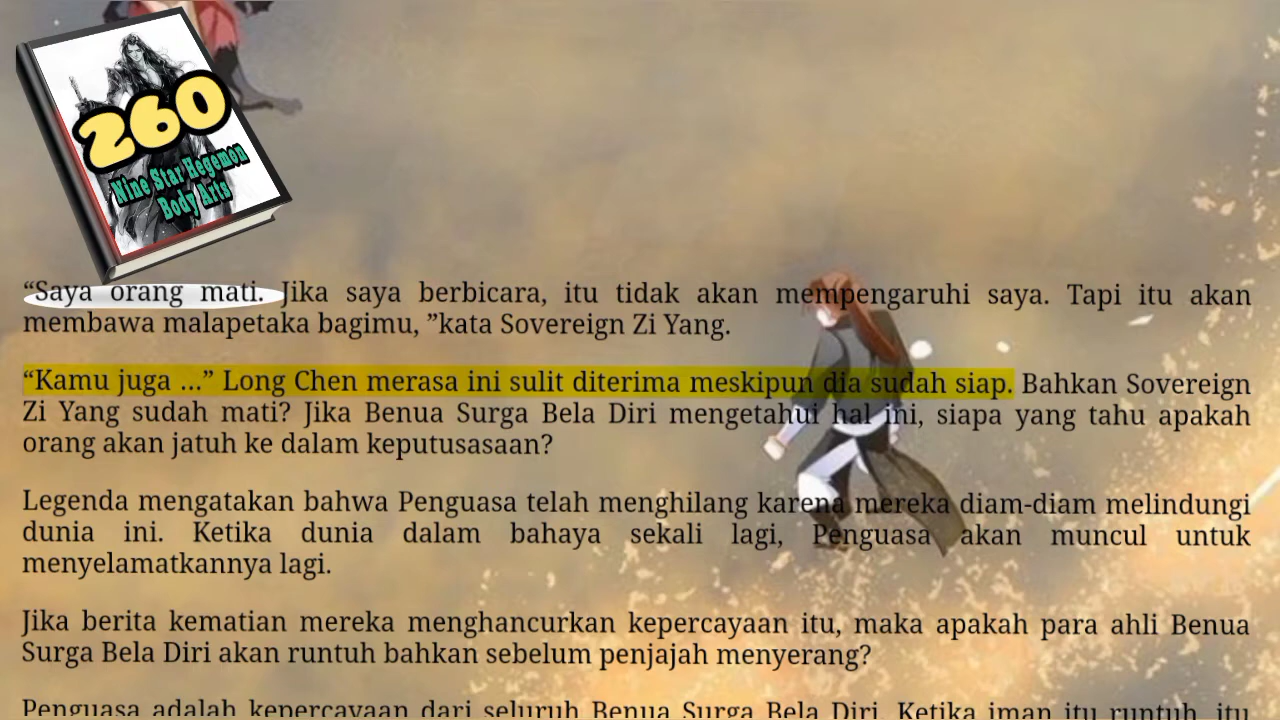 260
Nine Star Hegemon
Body Arts
“Saya orang mati. Jika saya berbicara, itu tidak akan mempengaruhi saya. Tapi itu akan
membawa malapetaka bagimu, ”kata Sovereign Zi Yang.
“Kamu juga ...” Long Chen merasa ini sulit diterima meskipun dia sudah siap. Bahkan Sovereign
Zi Yang sudah mati? Jika Benua Surga Bela Diri mengetahui hal ini, siapa yang tahu apakah
orang akan jatuh ke dalam keputusasaan?
Legenda mengatakan bahwa Penguasa telah menghilang karena mereka diam-diam melindungi
dunia ini. Ketika dunia dalam bahaya sekali lagi, Penguasa akan muncul untuk
menyelamatkannya lagi.
Jika berita kematian mereka menghancurkan kepercayaan itu, maka apakah para ahli Benua
Surga Bela Diri akan runtuh bahkan sebelum penjajah menyerang?
Penguasa adalah kepercayaan dari seluruh Benua Surga Bela Diri. Ketika iman itu runtuh, itu